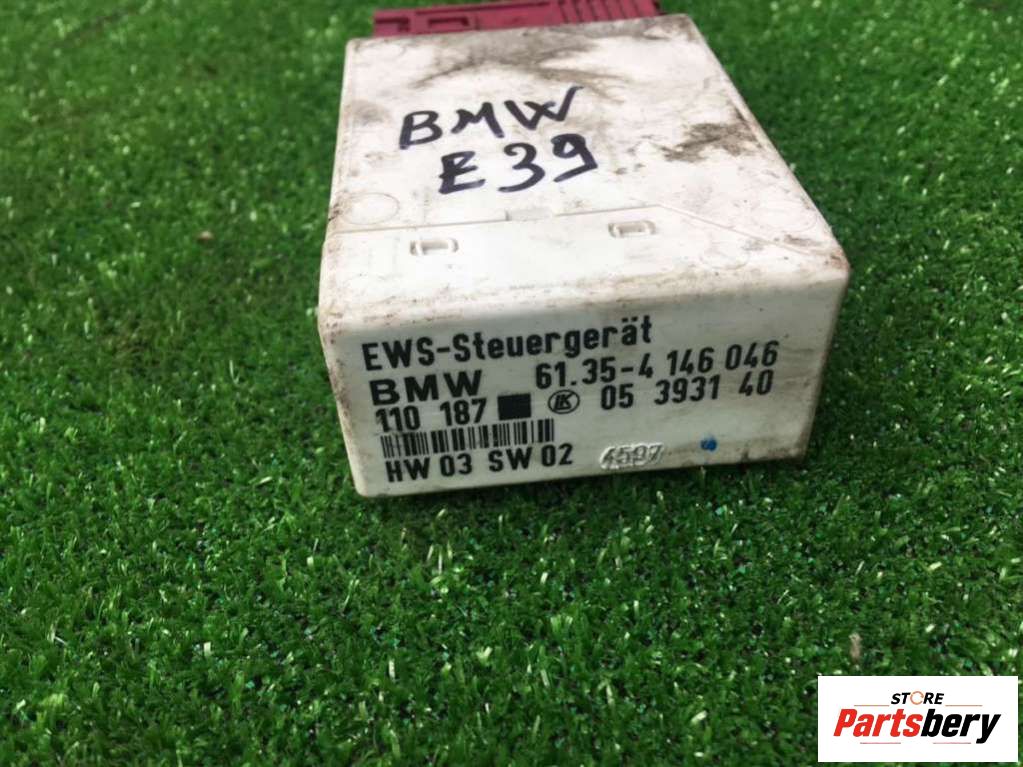 BMW
E39
EWS-Steuergerät
BMW 61.35-4 146 046
110 187 LK 05 3931 40
HW 03 SW 02 4597
STORE
Partsbery